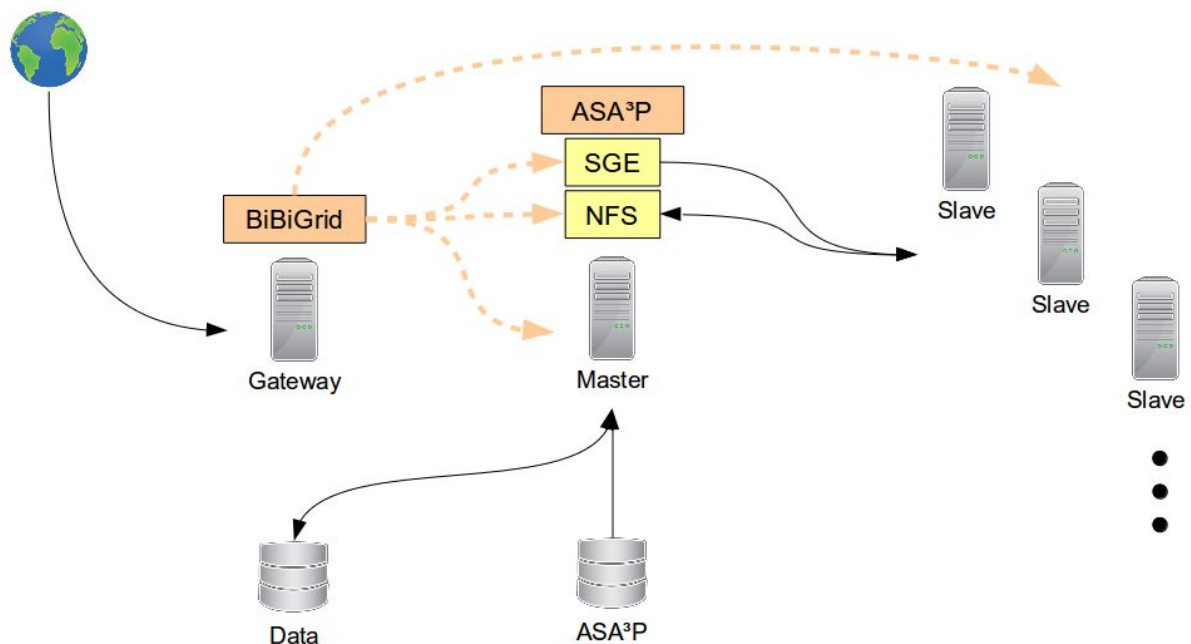 ASA³P
SGE
NFS
BiBiGrid
Slave
Slave
Slave
Gateway
Master
Data
ASA³P